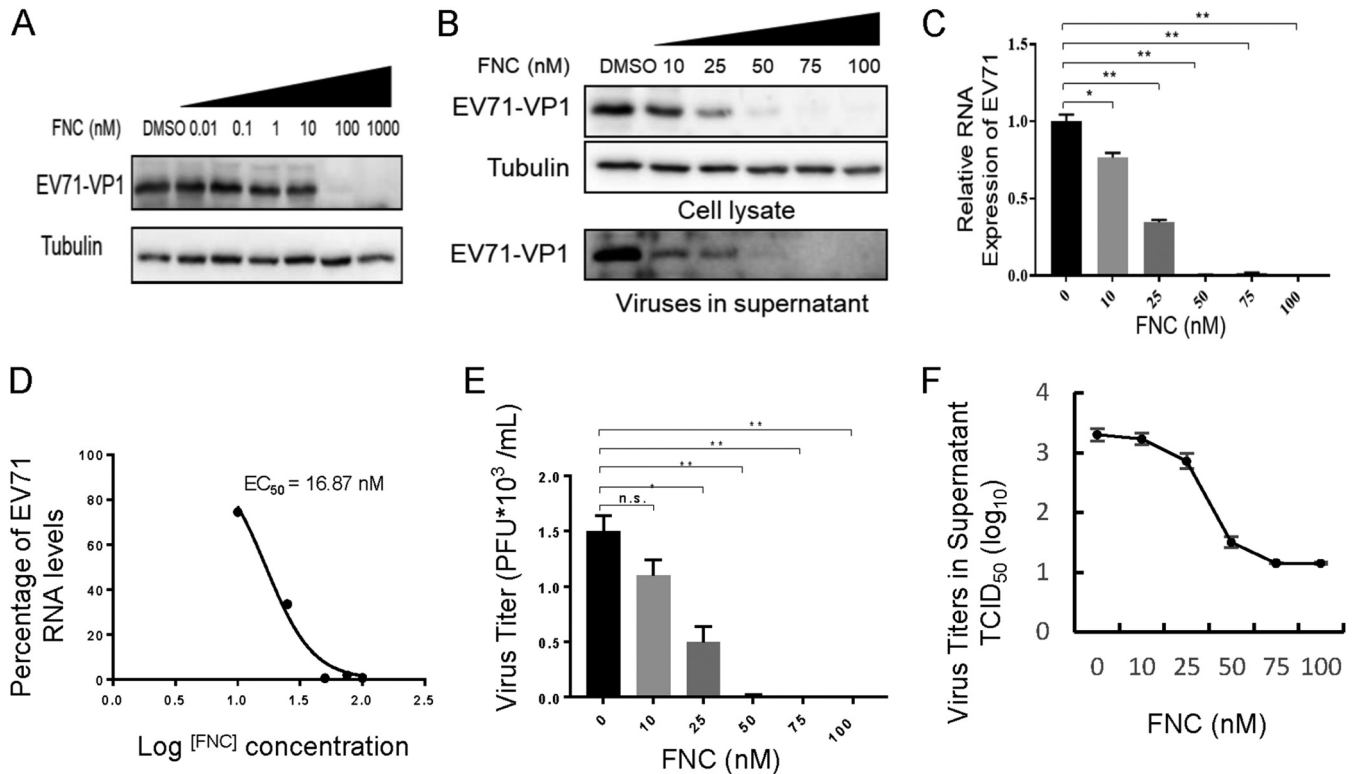 A
FNC (nM)
DMSO 0.01 0.1 1 10 100 1000
EV71-VP1
Tubulin
B
FNC (nM) DMSO 10 25 50 75 100
EV71-VP1
Tubulin
Cell lysate
EV71-VP1
Viruses in supernatant
C
**
**
**
**
*
Relative RNA
Expression of EV71
1.5
1.0
0.5
0.0
0 10 25 50 75 100
FNC (nM)
D
Percentage of EV71
RNA levels
100
80
60
40
20
0
EC50 = 16.87 nM
0.0 0.5 1.0 1.5 2.0 2.5
Log [FNC] concentration
E
Virus Titer (PFU*10³ /mL)
**
**
**
*
n.s.
2.0
1.5
1.0
0.5
0.0
0 10 25 50 75 100
FNC (nM)
F
Virus Titers in Supernatant
TCID50 (log10)
4
3
2
1
0
0 10 25 50 75 100
FNC (nM)